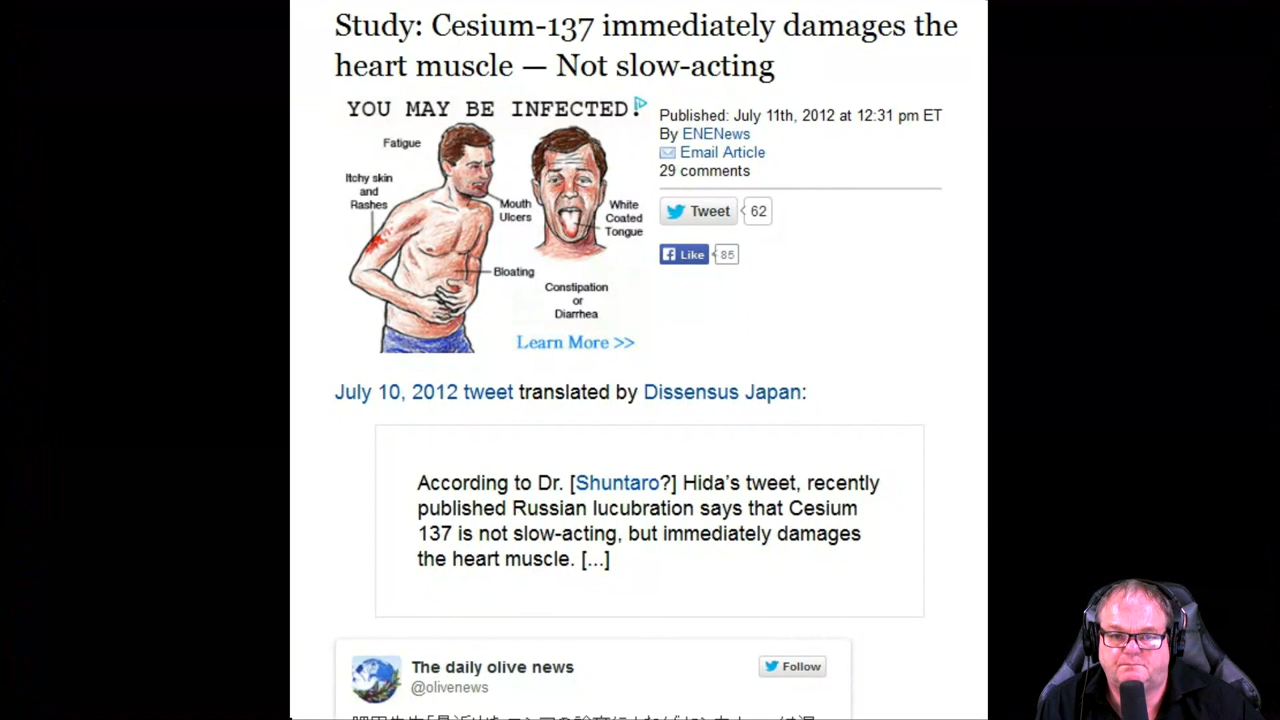 Study: Cesium-137 immediately damages the
heart muscle — Not slow-acting
YOU MAY BE INFECTED!
Fatigue
Itchy skin
and
Rashes
Mouth
Ulcers
White
Coated
Tongue
Bloating
Constipation
or
Diarrhea
Learn More >>
Published: July 11th, 2012 at 12:31 pm ET
By ENENews
Email Article
29 comments
Tweet 62
Like 85
July 10, 2012 tweet translated by Dissensus Japan:
According to Dr. [Shuntaro?] Hida's tweet, recently
published Russian lucubration says that Cesium
137 is not slow-acting, but immediately damages
the heart muscle. [...]
The daily olive news
Follow
@olivenews